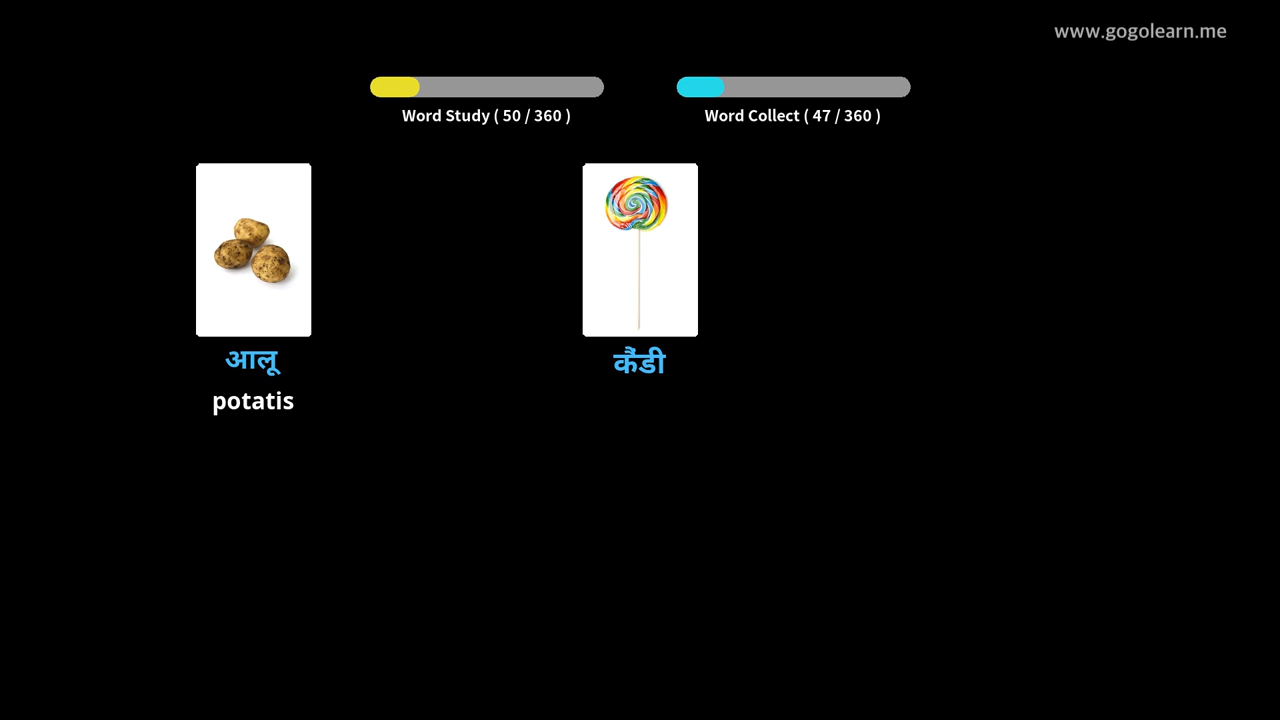 www.gogolearn.me
Word Study ( 50 / 360 )
Word Collect ( 47 / 360 )
आलू
potatis
कैंडी